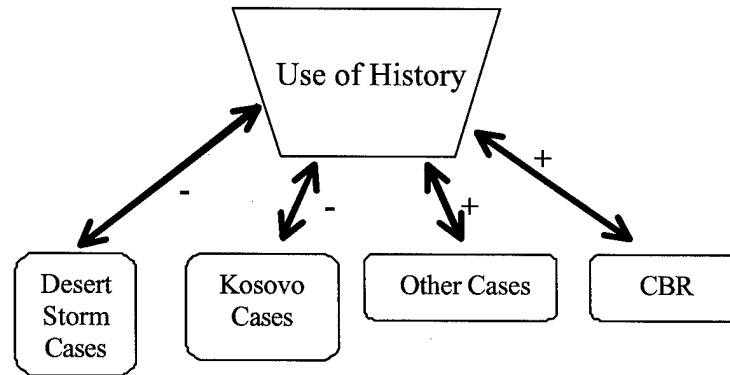 Use of History
-
-
+
+
Desert
Storm
Cases
Kosovo
Cases
Other Cases
CBR